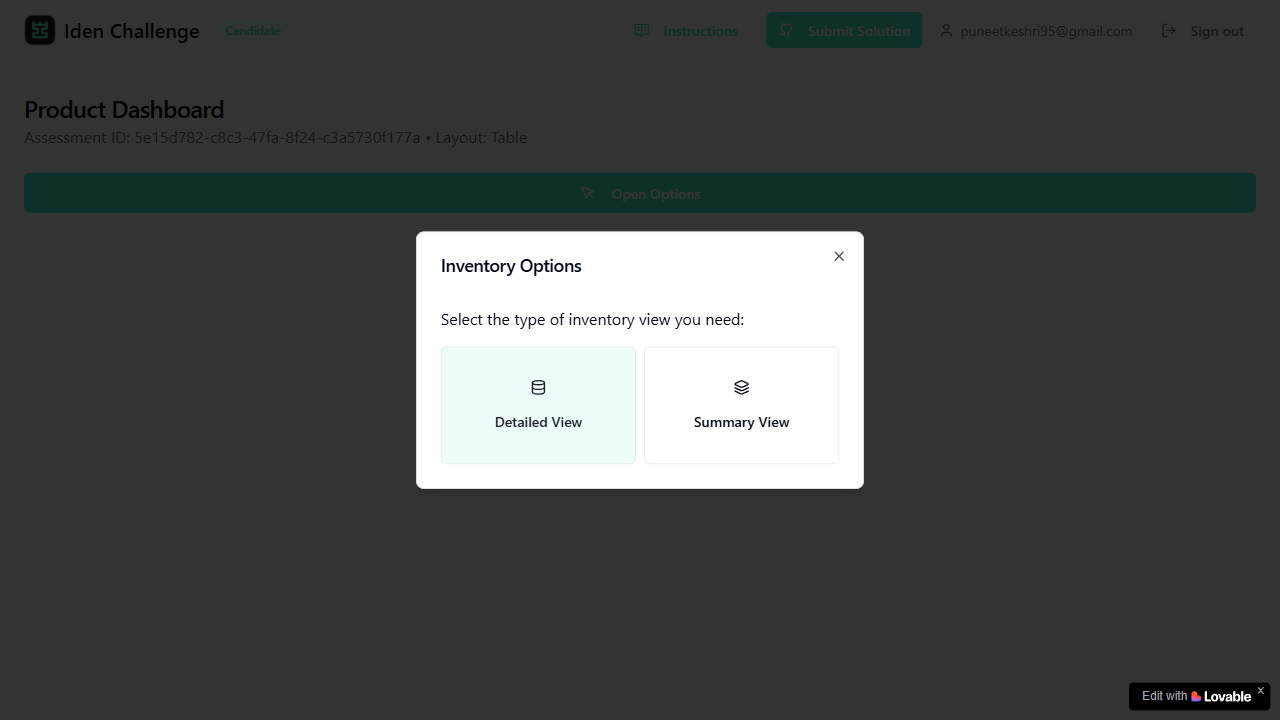 Iden Challenge Candidate Instructions Submit Solution puneetkeshri95@gmail.com Sign out
Product Dashboard
Assessment ID: 5e15d782-c8c3-47fa-8f24-c3a5730f177a • Layout: Table
Open Options
Inventory Options
Select the type of inventory view you need:
Detailed View Summary View
Edit with Lovable